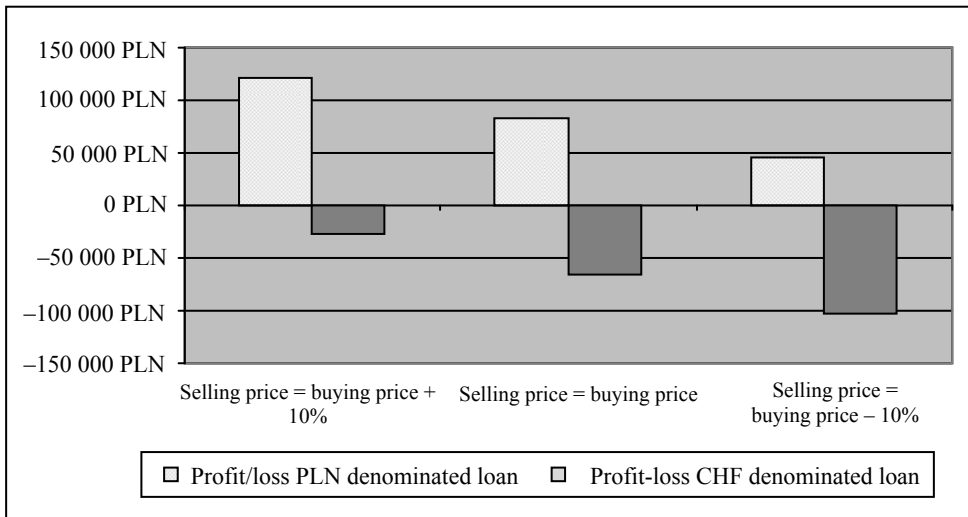 150 000 PLN
100 000 PLN
50 000 PLN
0 PLN
–50 000 PLN
–100 000 PLN
–150 000 PLN
Selling price = buying price +
10%
Selling price = buying price
Selling price =
buying price – 10%
Profit/loss PLN denominated loan
Profit-loss CHF denominated loan